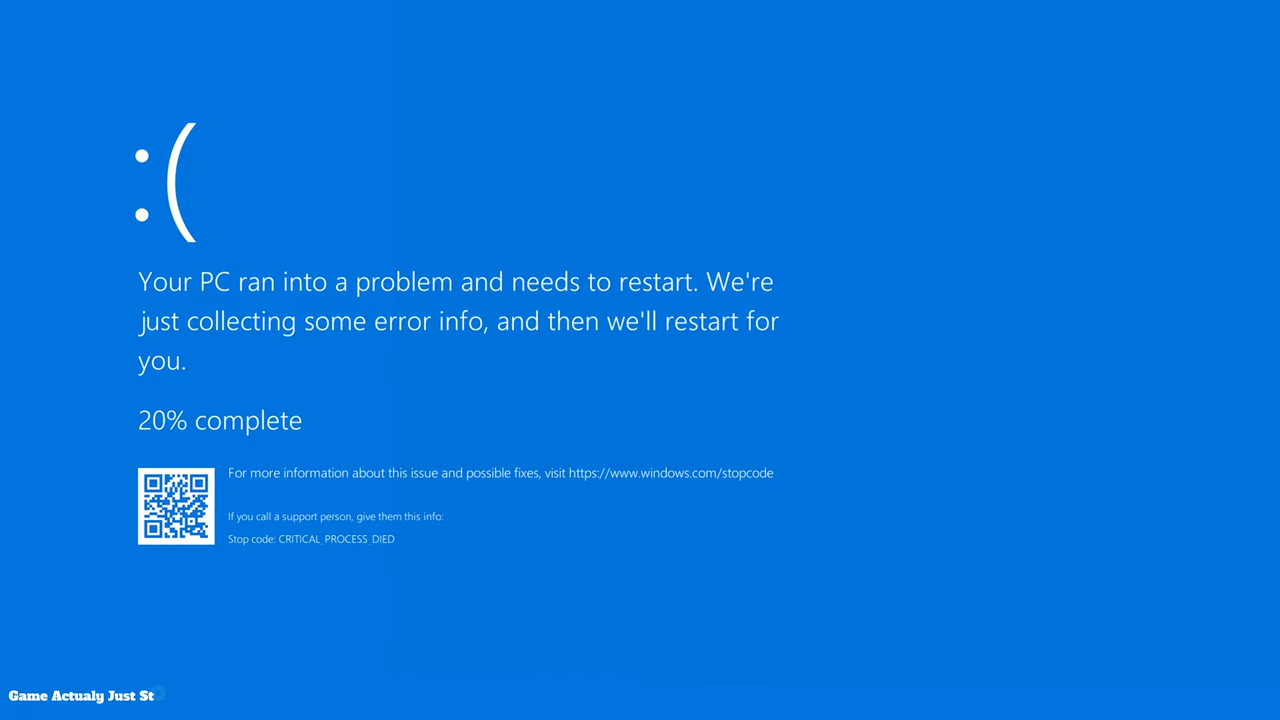 :(
Your PC ran into a problem and needs to restart. We're
just collecting some error info, and then we'll restart for
you.
20% complete
For more information about this issue and possible fixes, visit https://www.windows.com/stopcode
If you call a support person, give them this info:
Stop code: CRITICAL_PROCESS_DIED
Game Actualy Just St